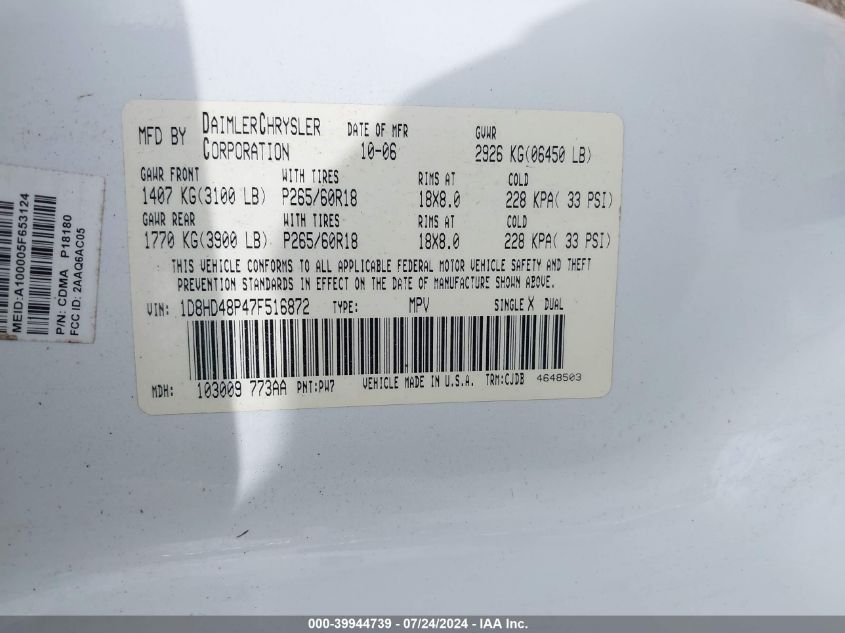 MFD BY DAIMLERCHRYSLER CORPORATION DATE OF MFR 10-06 GVWR 2926 KG(06450 LB)
GAWR FRONT WITH TIRES RIMS AT COLD
1407 KG(3100 LB) P265/60R18 18X8.0 228 KPA( 33 PSI)
GAWR REAR WITH TIRES RIMS AT COLD
1770 KG(3900 LB) P265/60R18 18X8.0 228 KPA( 33 PSI)
THIS VEHICLE CONFORMS TO ALL APPLICABLE FEDERAL MOTOR VEHICLE SAFETY AND THEFT
PREVENTION STANDARDS IN EFFECT ON THE DATE OF MANUFACTURE SHOWN ABOVE.
VIN: 1D8HD48P47F516872 TYPE: MPV SINGLE X DUAL
MDH: 103009 773AA PNT:PW7 VEHICLE MADE IN U.S.A. TRM:CJDB 4648503
MEID:A100005F653124
P/N: CDMA P18180
FCC ID: 2AAQ6AC05
000-39944739 - 07/24/2024 - IAA Inc.